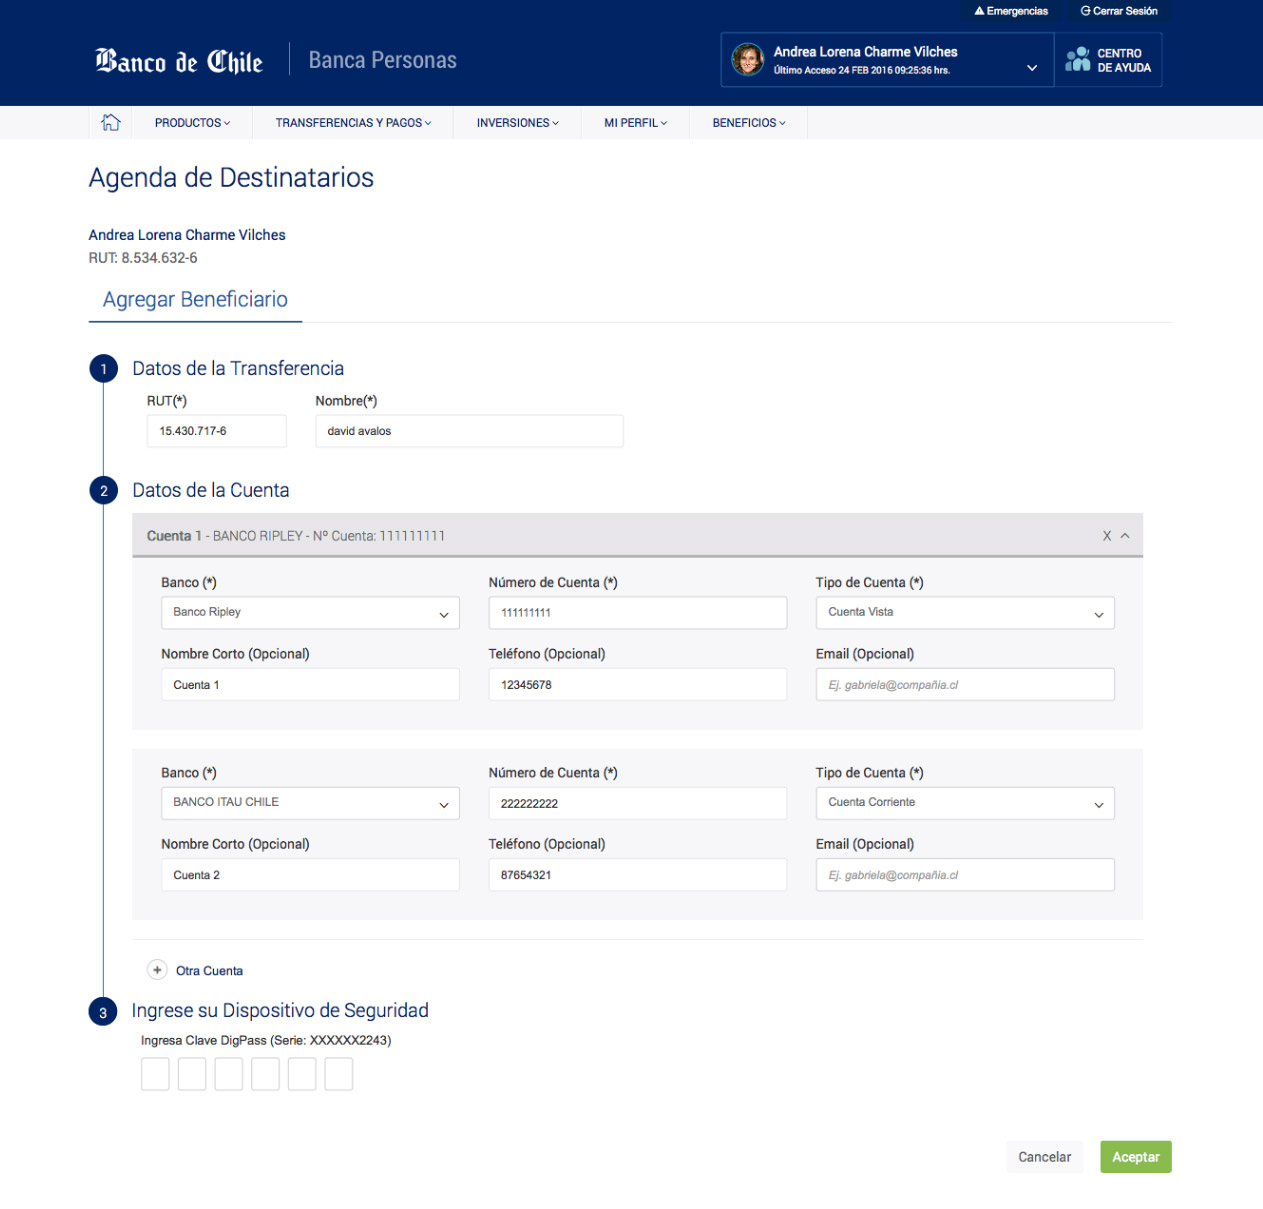 Emergencias Cerrar Sesión
Banco de Chile Banca Personas
Andrea Lorena Charme Vilches
Último Acceso 24 FEB 2016 09:25:36 hrs.
CENTRO
DE AYUDA
PRODUCTOS TRANSFERENCIAS Y PAGOS INVERSIONES MI PERFIL BENEFICIOS
Agenda de Destinatarios
Andrea Lorena Charme Vilches
RUT: 8.534.632-6
Agregar Beneficiario
1 Datos de la Transferencia
RUT(*) Nombre(*)
15.430.717-6 david avalos
2 Datos de la Cuenta
Cuenta 1 - BANCO RIPLEY - Nº Cuenta: 111111111 X
Banco (*) Número de Cuenta (*) Tipo de Cuenta (*)
Banco Ripley 111111111 Cuenta Vista
Nombre Corto (Opcional) Teléfono (Opcional) Email (Opcional)
Cuenta 1 12345678 Ej. gabriela@compañia.cl
Banco (*) Número de Cuenta (*) Tipo de Cuenta (*)
BANCO ITAU CHILE 222222222 Cuenta Corriente
Nombre Corto (Opcional) Teléfono (Opcional) Email (Opcional)
Cuenta 2 87654321 Ej. gabriela@compañia.cl
+ Otra Cuenta
3 Ingrese su Dispositivo de Seguridad
Ingresa Clave DigPass (Serie: XXXXXX2243)
Cancelar Aceptar